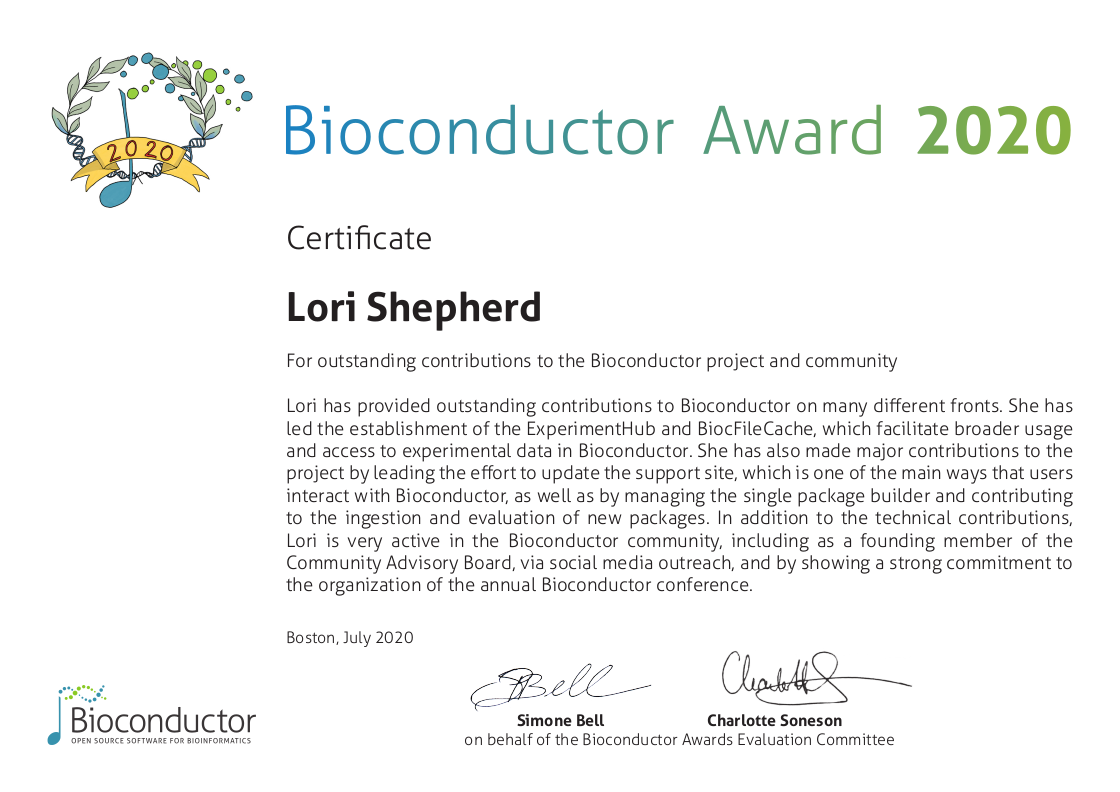 2020
Bioconductor Award 2020
Certificate
Lori Shepherd
For outstanding contributions to the Bioconductor project and community
Lori has provided outstanding contributions to Bioconductor on many different fronts. She has
led the establishment of the ExperimentHub and BiocFileCache, which facilitate broader usage
and access to experimental data in Bioconductor. She has also made major contributions to the
project by leading the effort to update the support site, which is one of the main ways that users
interact with Bioconductor, as well as by managing the single package builder and contributing
to the ingestion and evaluation of new packages. In addition to the technical contributions,
Lori is very active in the Bioconductor community, including as a founding member of the
Community Advisory Board, via social media outreach, and by showing a strong commitment to
the organization of the annual Bioconductor conference.
Boston, July 2020
SBell
Charlotte S
Simone Bell
Charlotte Soneson
on behalf of the Bioconductor Awards Evaluation Committee
Bioconductor
OPEN SOURCE SOFTWARE FOR BIOINFORMATICS